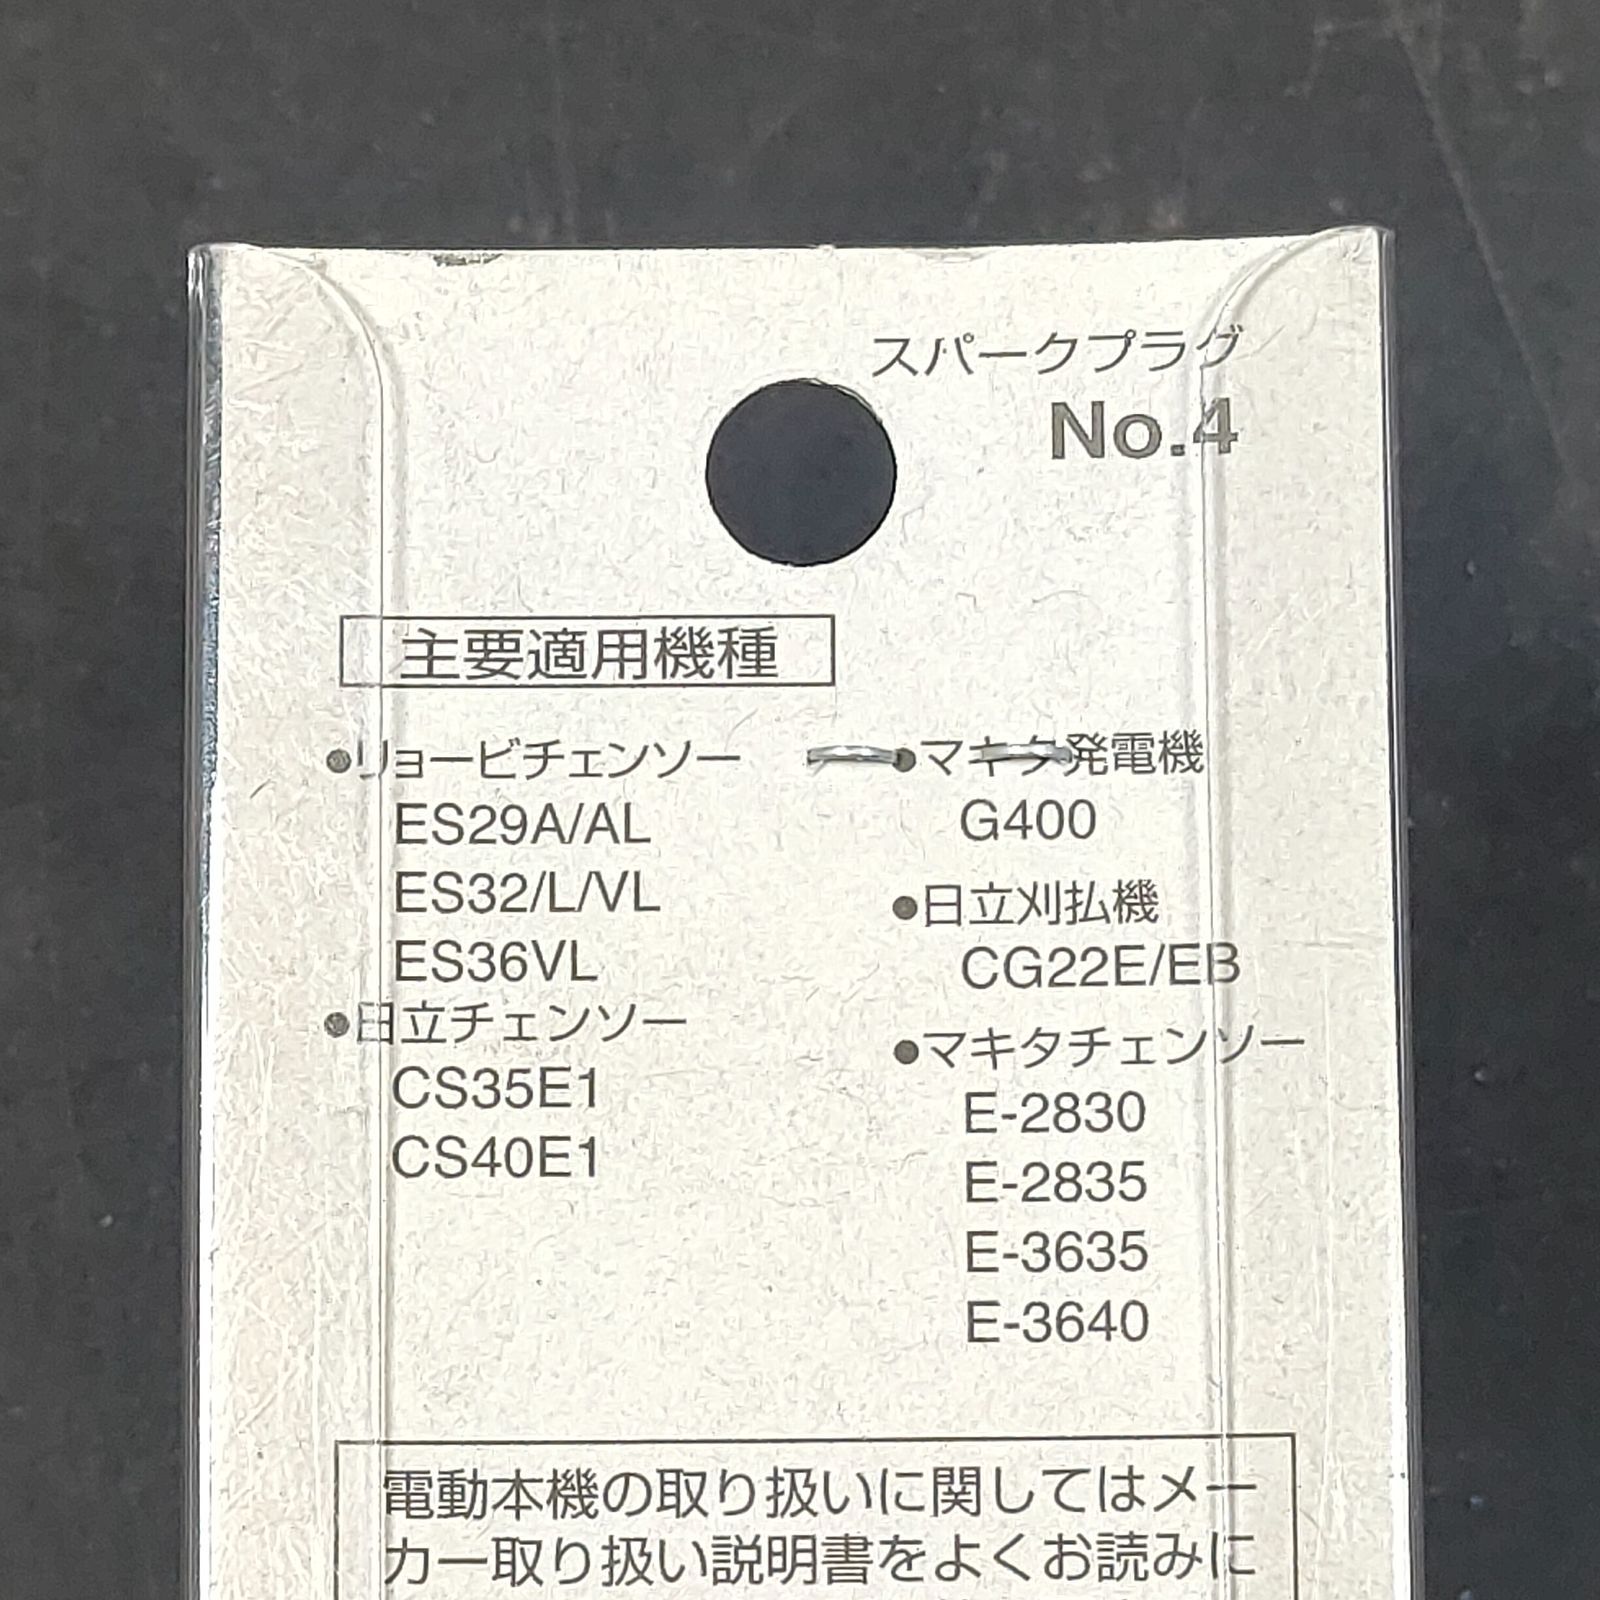 スパークプラグ
No.4
主要適用機種
●リョービチェンソー
ES29A/AL
ES32/L/VL
ES36VL
●日立チェンソー
CS35E1
CS40E1
●マキタ発電機
G400
●日立刈払機
CG22E/EB
●マキタチェンソー
E-2830
E-2835
E-3635
E-3640
電動本機の取り扱いに関してはメー
カー取り扱い説明書をよくお読みに